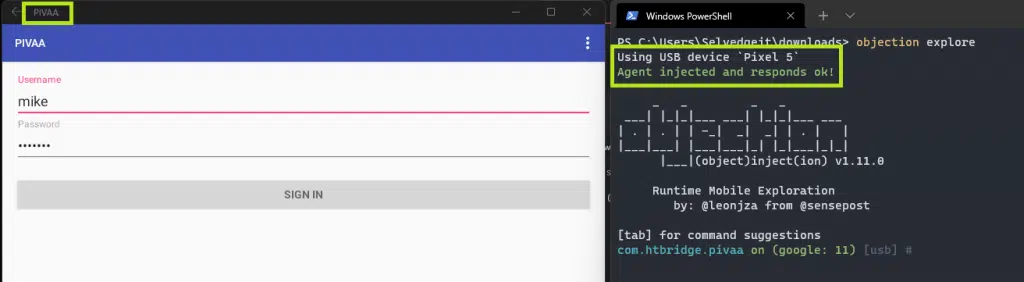 PIVAA
PIVAA
Username
mike
Password
•••••••
SIGN IN
Windows PowerShell
PS C:\Users\Selvedneit\downloads> objection explore
Using USB device `Pixel 5`
Agent injected and responds ok!
|___|(object)inject(ion) v1.11.0
Runtime Mobile Exploration
by: @leonjza from @sensepost
[tab] for command suggestions
com.htbridge.pivaa on (google: 11) [usb] #